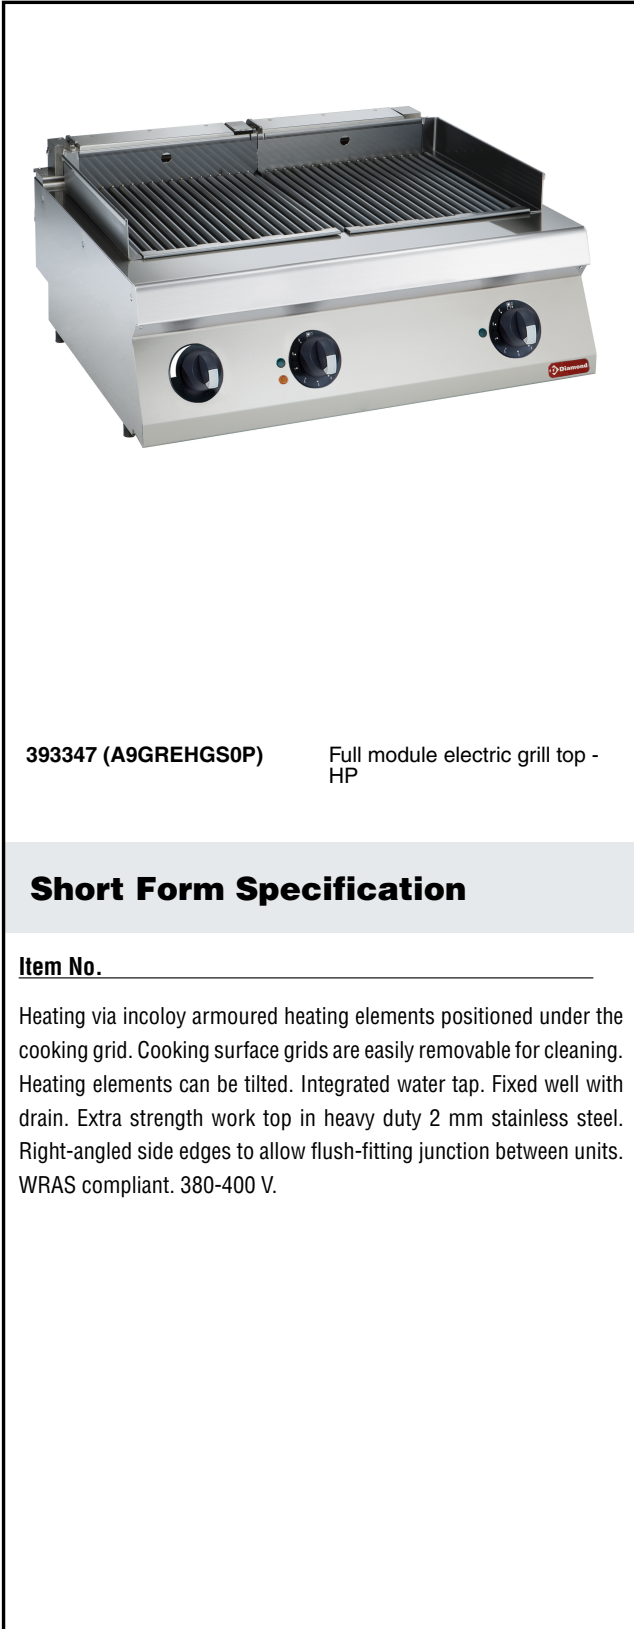 Diamond
393347 (A9GREHGS0P)
Full module electric grill top -
HP
Short Form Specification
Item No.
Heating via incoloy armoured heating elements positioned under the
cooking grid. Cooking surface grids are easily removable for cleaning.
Heating elements can be tilted. Integrated water tap. Fixed well with
drain. Extra strength work top in heavy duty 2 mm stainless steel.
Right-angled side edges to allow flush-fitting junction between units.
WRAS compliant. 380-400 V.